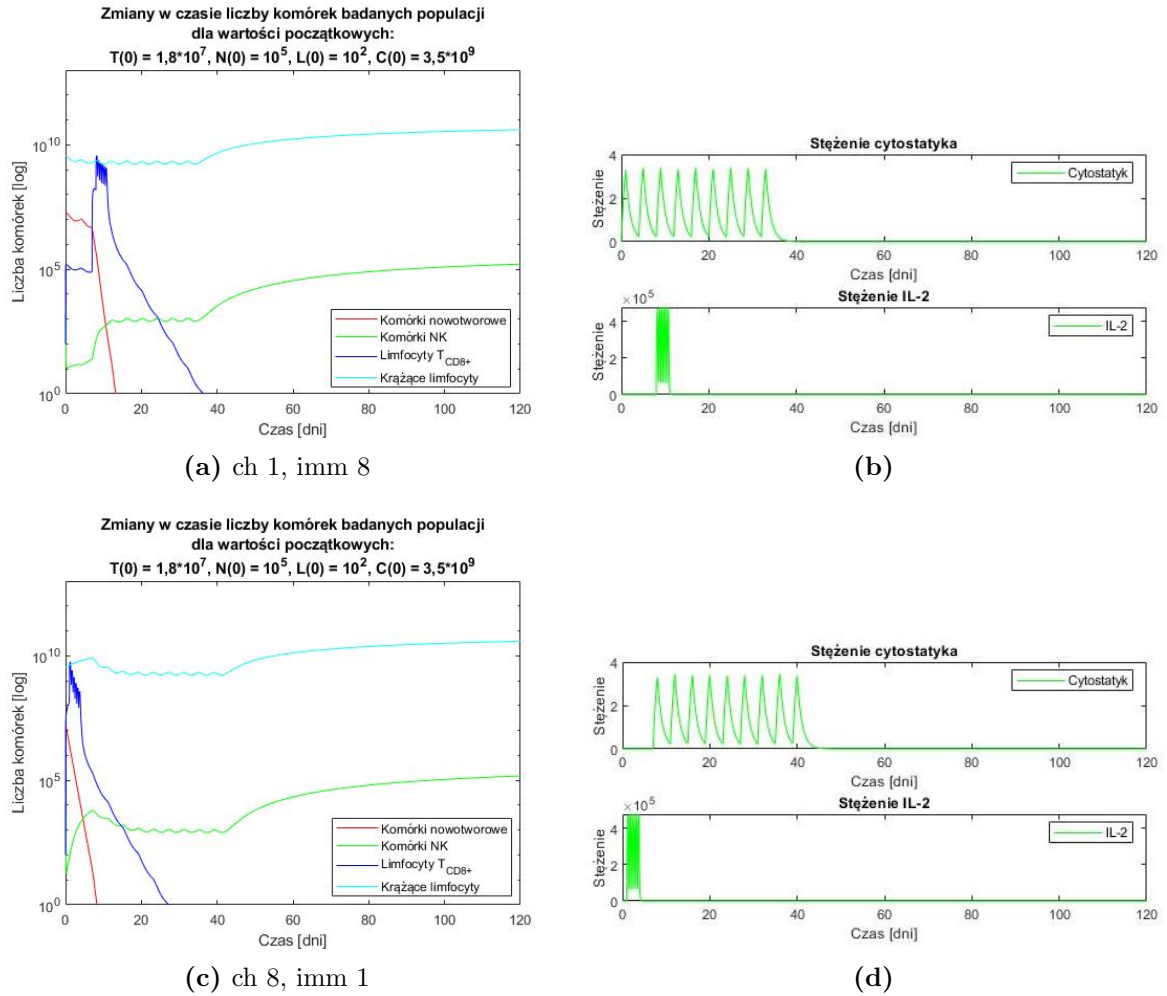 Zmiany w czasie liczby komórek badanych populacji
dla wartości początkowych:
T(0) = 1,8*10^7, N(0) = 10^5, L(0) = 10^2, C(0) = 3,5*10^9
Liczba komórek [log]
10^10
10^5
10^0
0 20 40 60 80 100 120
Czas [dni]
Komórki nowotworowe
Komórki NK
Limfocyty T_CD8+
Krążące limfocyty
(a) ch 1, imm 8
Stężenie cytostatyka
Stężenie
4
2
0
0 20 40 60 80 100 120
Czas [dni]
Cytostatyk
Stężenie IL-2
× 10^5
Stężenie
4
2
0
0 20 40 60 80 100 120
Czas [dni]
IL-2
(b)
Zmiany w czasie liczby komórek badanych populacji
dla wartości początkowych:
T(0) = 1,8*10^7, N(0) = 10^5, L(0) = 10^2, C(0) = 3,5*10^9
Liczba komórek [log]
10^10
10^5
10^0
0 20 40 60 80 100 120
Czas [dni]
Komórki nowotworowe
Komórki NK
Limfocyty T_CD8+
Krążące limfocyty
(c) ch 8, imm 1
Stężenie cytostatyka
Stężenie
4
2
0
0 20 40 60 80 100 120
Czas [dni]
Cytostatyk
Stężenie IL-2
× 10^5
Stężenie
4
2
0
0 20 40 60 80 100 120
Czas [dni]
IL-2
(d)